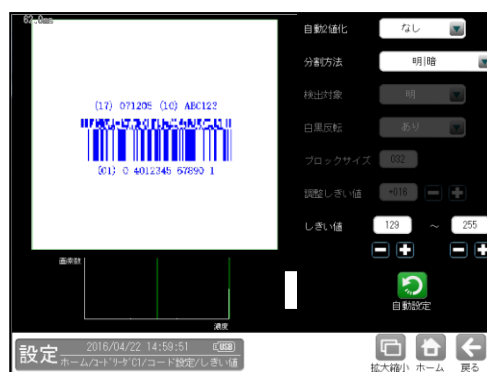 62.0ms
(17) 071205 (10) ABC123
(01) 0 4012345 67890 1
画素数
濃度
自動2値化 なし
分割方法 明|暗
検出対象 明
白黒反転 あり
ブロックサイズ 032
調整しきい値 +016
しきい値 129 ～ 255
自動設定
設定
2016/04/22 14:59:51 USB
ホーム/コードリーダC1/コード設定/しきい値
拡大縮小 ホーム 戻る